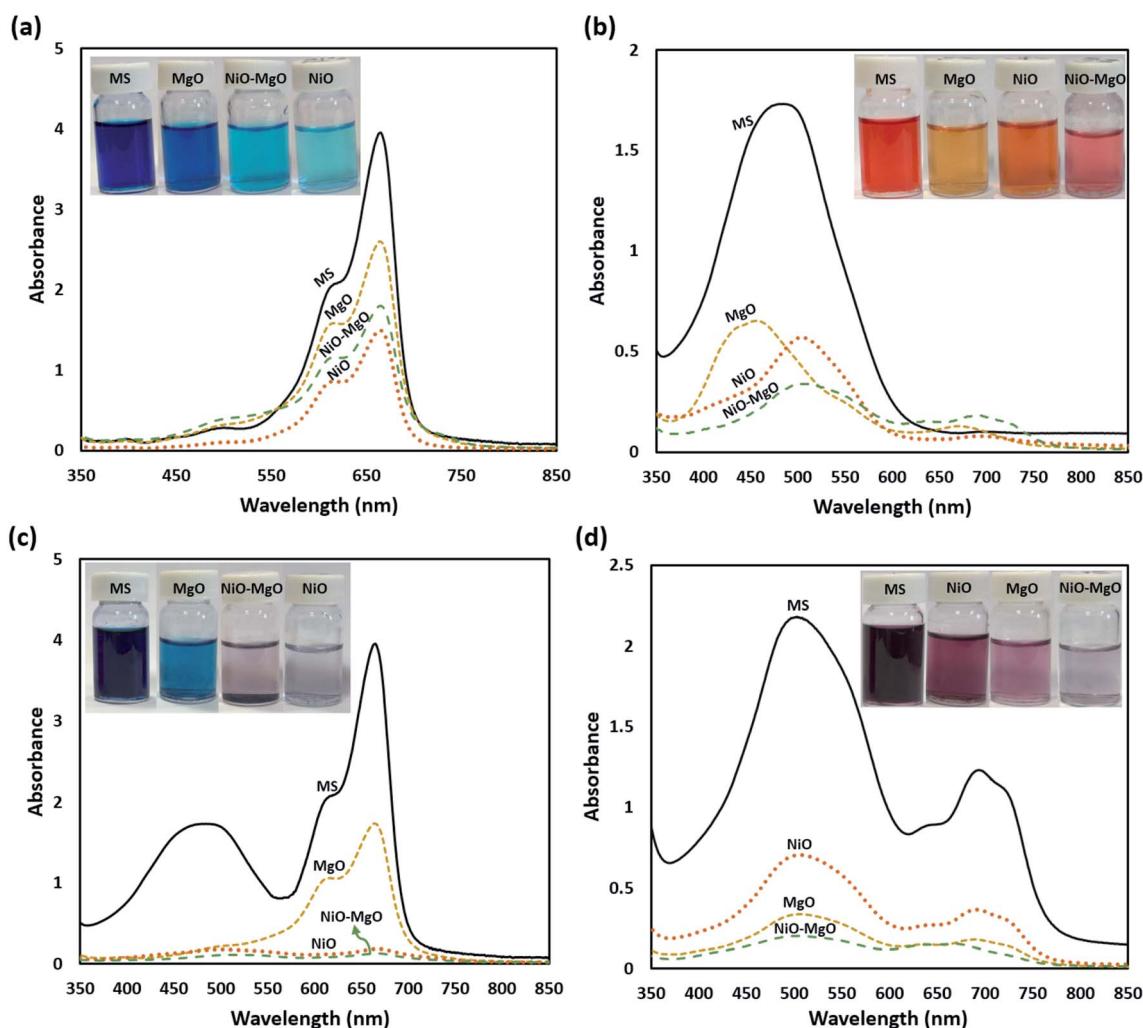 (a)
5
4
3
2
1
0
Absorbance
MS MgO NiO-MgO NiO
MS
MgO
NiO-MgO
NiO
350 450 550 650 750 850
Wavelength (nm)
(b)
2
1.5
1
0.5
0
Absorbance
MS MgO NiO NiO-MgO
MS
MgO
NiO
NiO-MgO
350 400 450 500 550 600 650 700 750 800 850
Wavelength (nm)
(c)
5
4
3
2
1
0
Absorbance
MS MgO NiO-MgO NiO
MS
MgO
NiO-MgO
NiO
350 400 450 500 550 600 650 700 750 800 850
Wavelength (nm)
(d)
2.5
2
1.5
1
0.5
0
Absorbance
MS NiO MgO NiO-MgO
MS
NiO
MgO
NiO-MgO
350 400 450 500 550 600 650 700 750 800 850
Wavelength (nm)